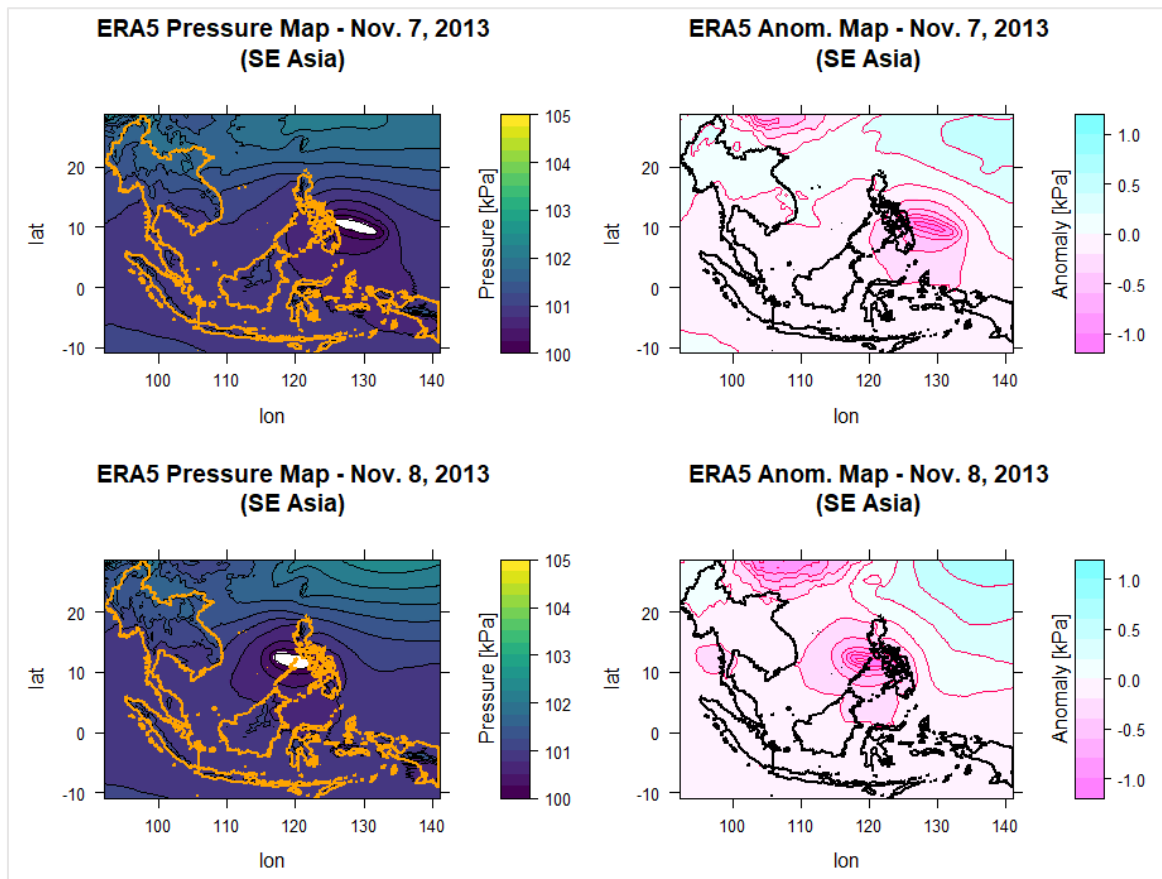 ERA5 Pressure Map - Nov. 7, 2013
(SE Asia)
20
10
0
-10
lat
100
110
120
130
140
lon
105
104
103
102
101
100
Pressure [kPa]
ERA5 Anom. Map - Nov. 7, 2013
(SE Asia)
20
10
0
-10
lat
100
110
120
130
140
lon
1.0
0.5
0.0
-0.5
-1.0
Anomaly [kPa]
ERA5 Pressure Map - Nov. 8, 2013
(SE Asia)
20
10
0
-10
lat
100
110
120
130
140
lon
105
104
103
102
101
100
Pressure [kPa]
ERA5 Anom. Map - Nov. 8, 2013
(SE Asia)
20
10
0
-10
lat
100
110
120
130
140
lon
1.0
0.5
0.0
-0.5
-1.0
Anomaly [kPa]